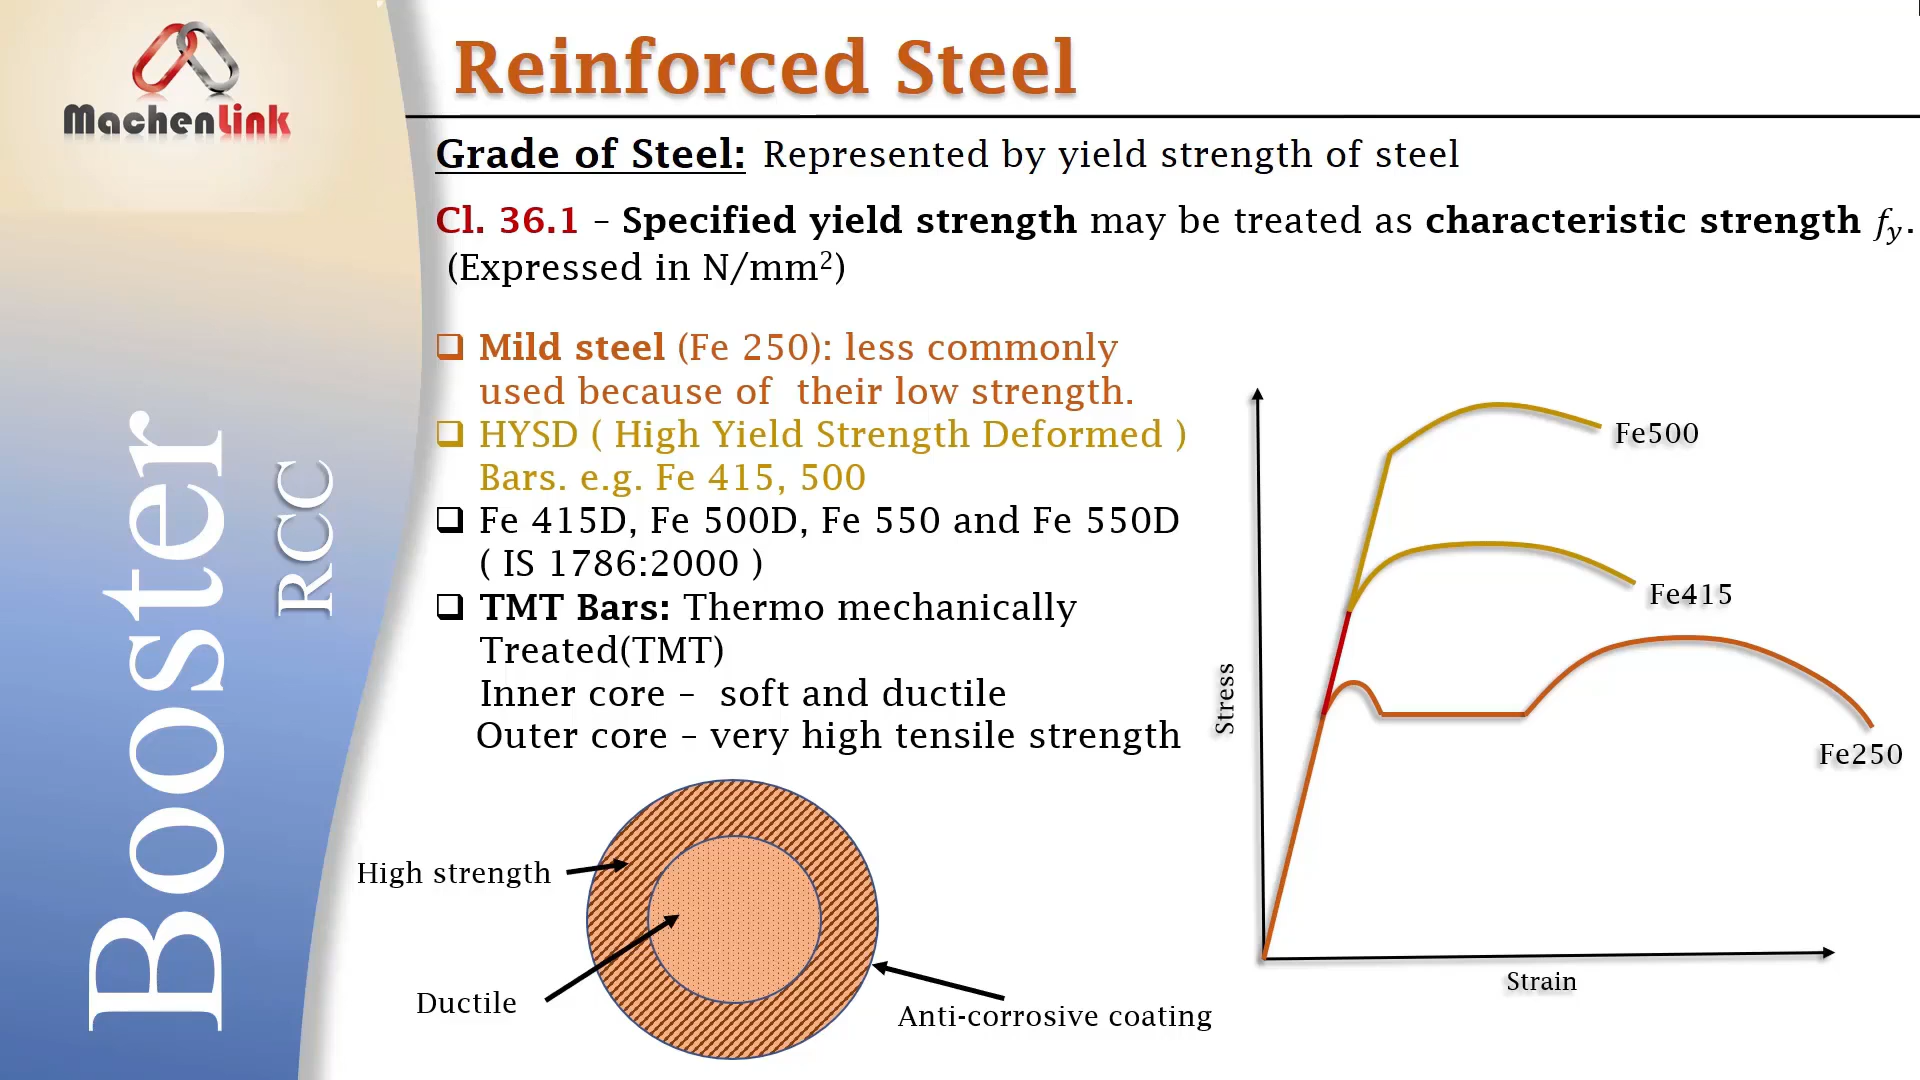 MachenLink
Booster
RCC
Reinforced Steel
Grade of Steel: Represented by yield strength of steel
Cl. 36.1 – Specified yield strength may be treated as characteristic strength fy.
(Expressed in N/mm²)
❑ Mild steel (Fe 250): less commonly
used because of their low strength.
❑ HYSD ( High Yield Strength Deformed )
Bars. e.g. Fe 415, 500
❑ Fe 415D, Fe 500D, Fe 550 and Fe 550D
( IS 1786:2000 )
❑ TMT Bars: Thermo mechanically
Treated(TMT)
Inner core – soft and ductile
Outer core – very high tensile strength
High strength
Ductile
Anti-corrosive coating
Stress
Strain
Fe500
Fe415
Fe250